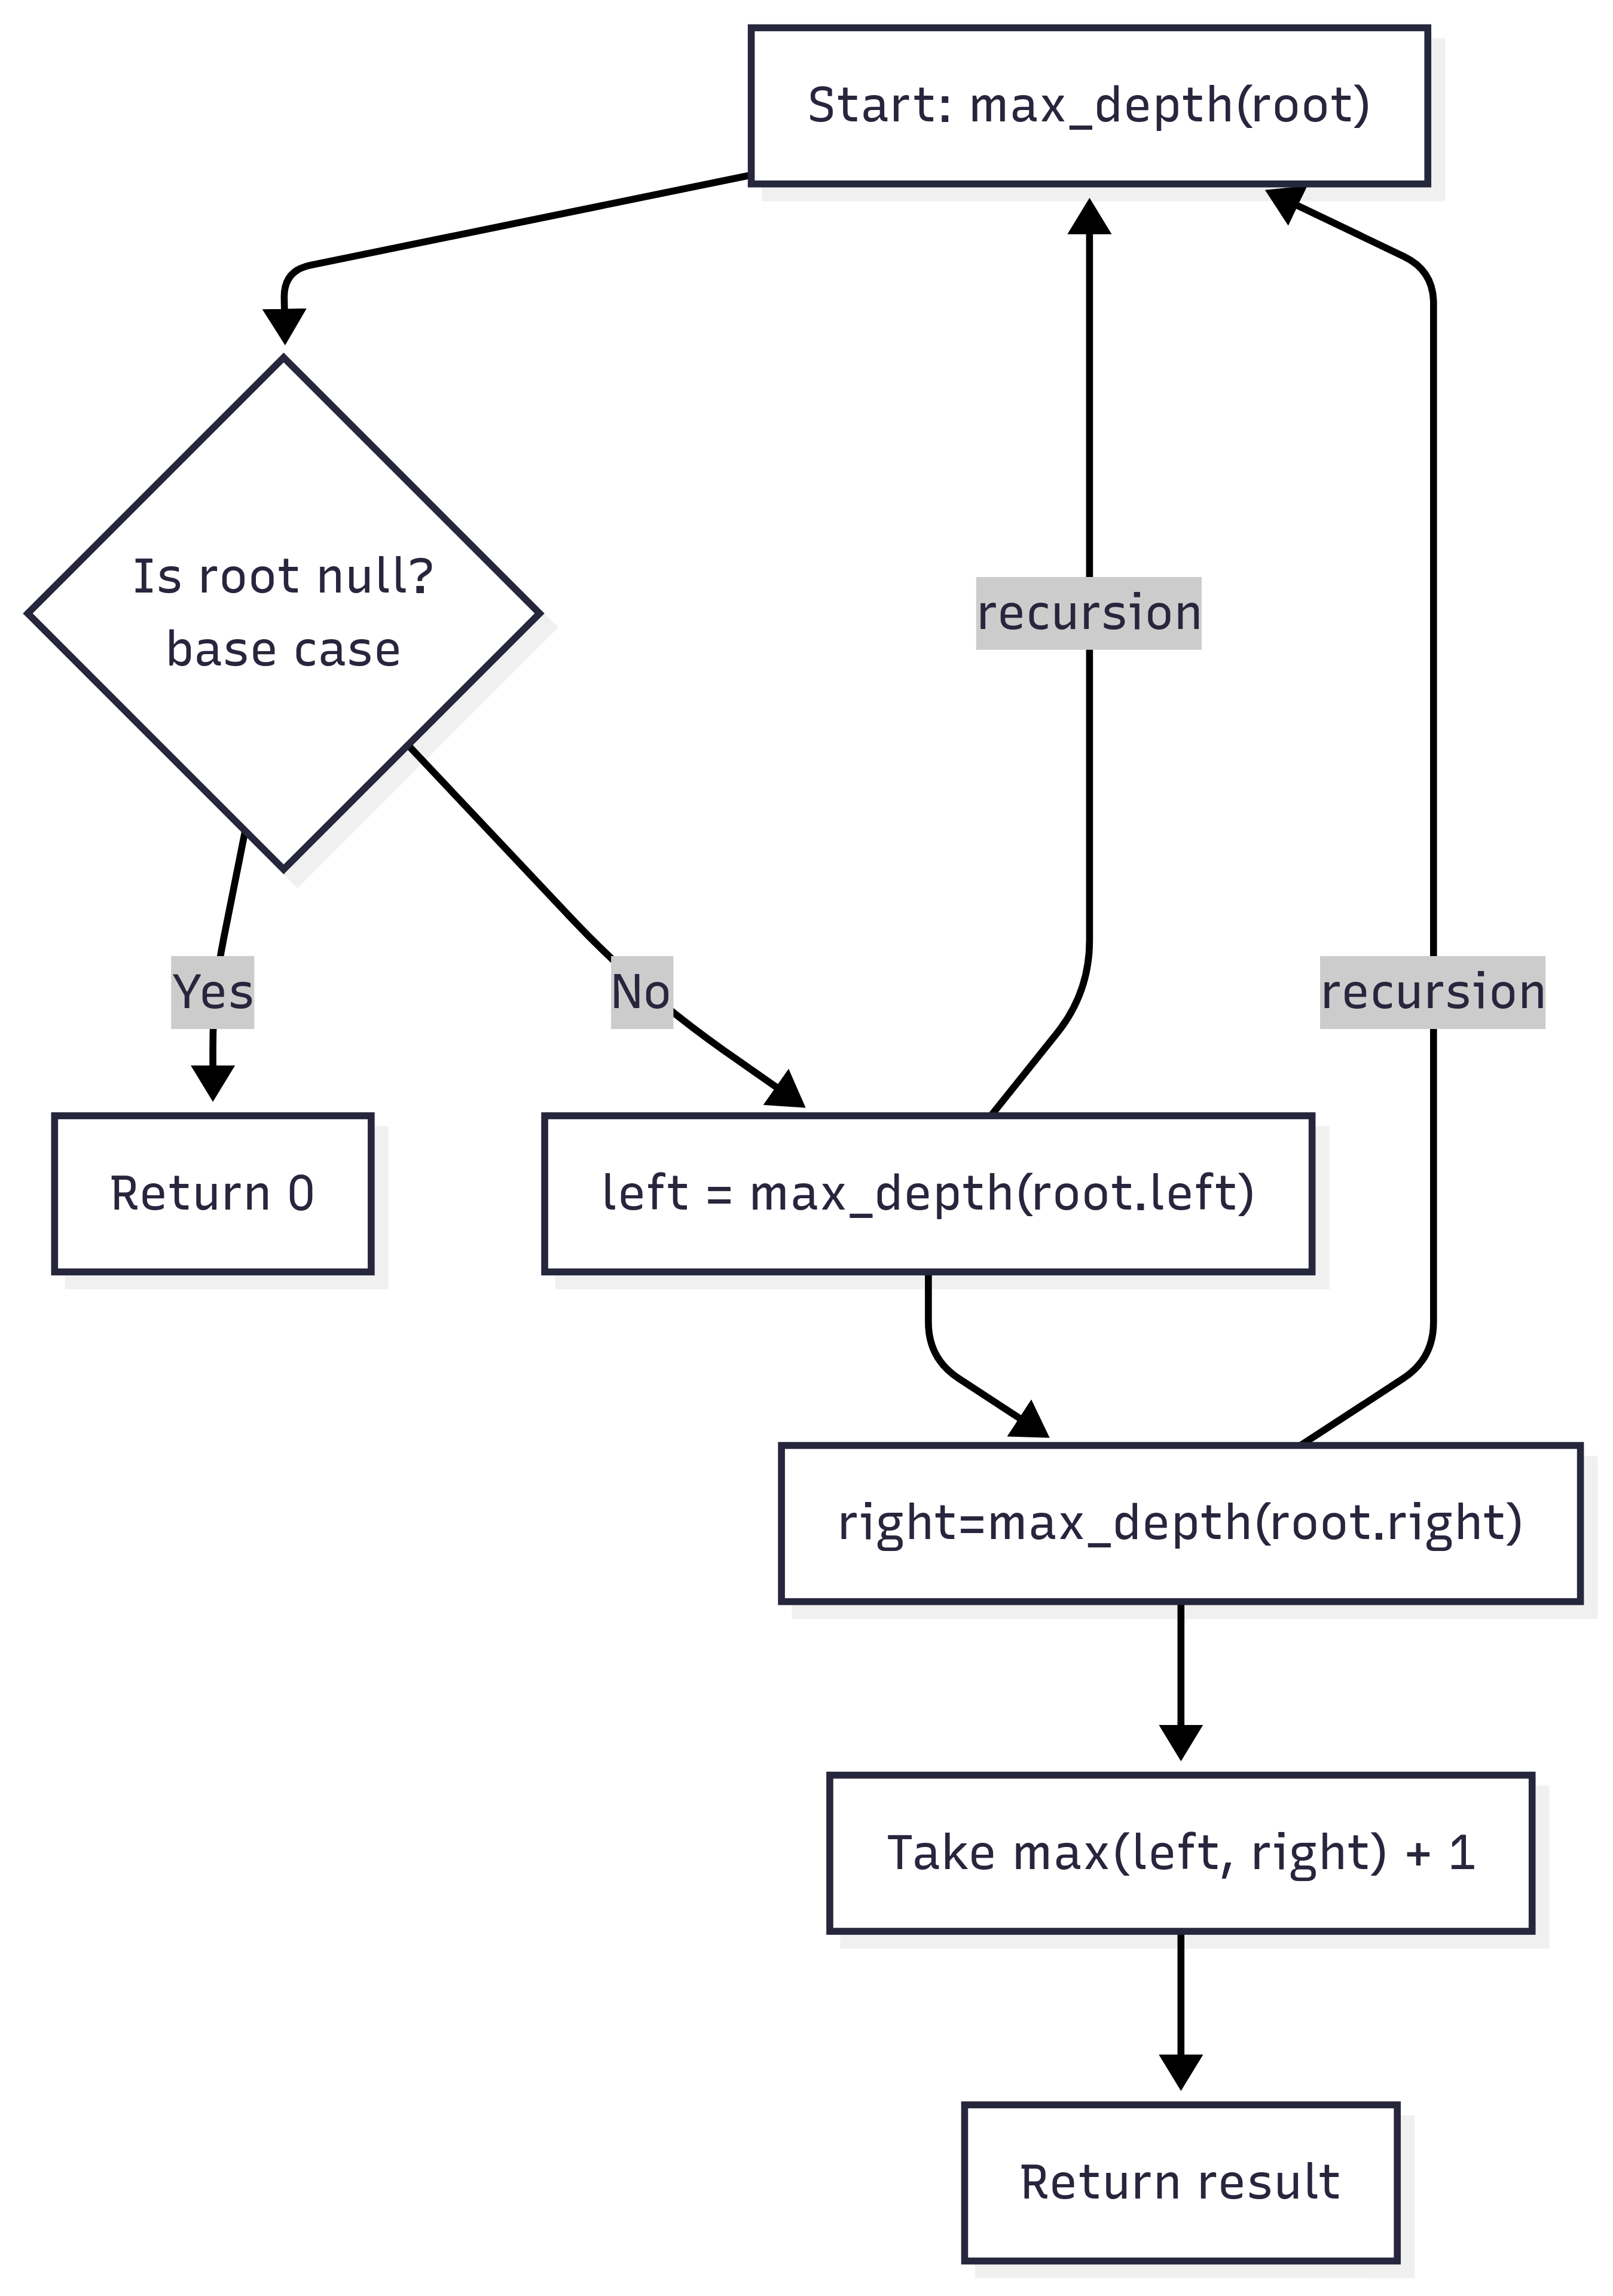 Start: max_depth(root)
Is root null?
base case
recursion
Yes
No
recursion
Return 0
left = max_depth(root.left)
right=max_depth(root.right)
Take max(left, right) + 1
Return result